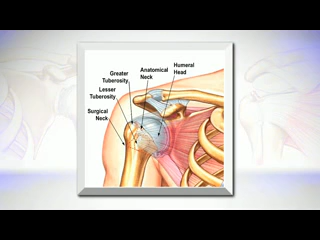 Humeral
Head
Anatomical
Neck
Greater
Tuberosity
Lesser
Tuberosity
Surgical
Neck